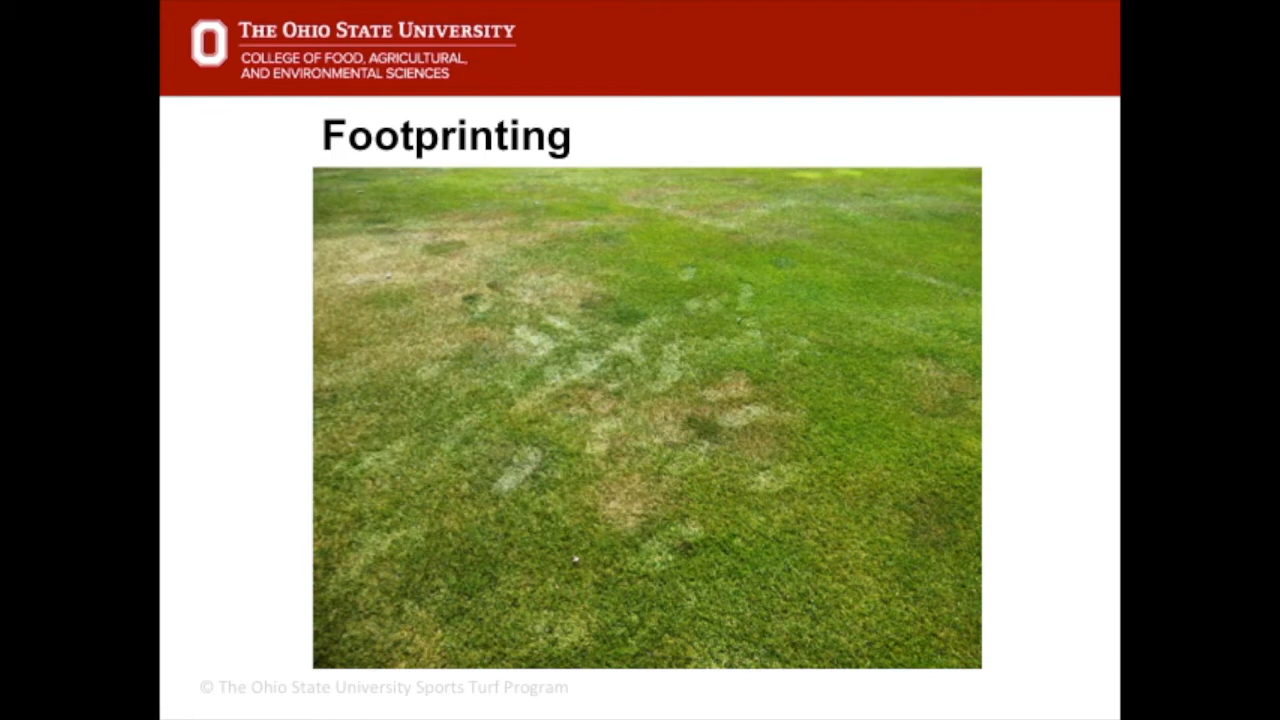 THE OHIO STATE UNIVERSITY
COLLEGE OF FOOD, AGRICULTURAL,
AND ENVIRONMENTAL SCIENCES
Footprinting
© The Ohio State University Sports Turf Program